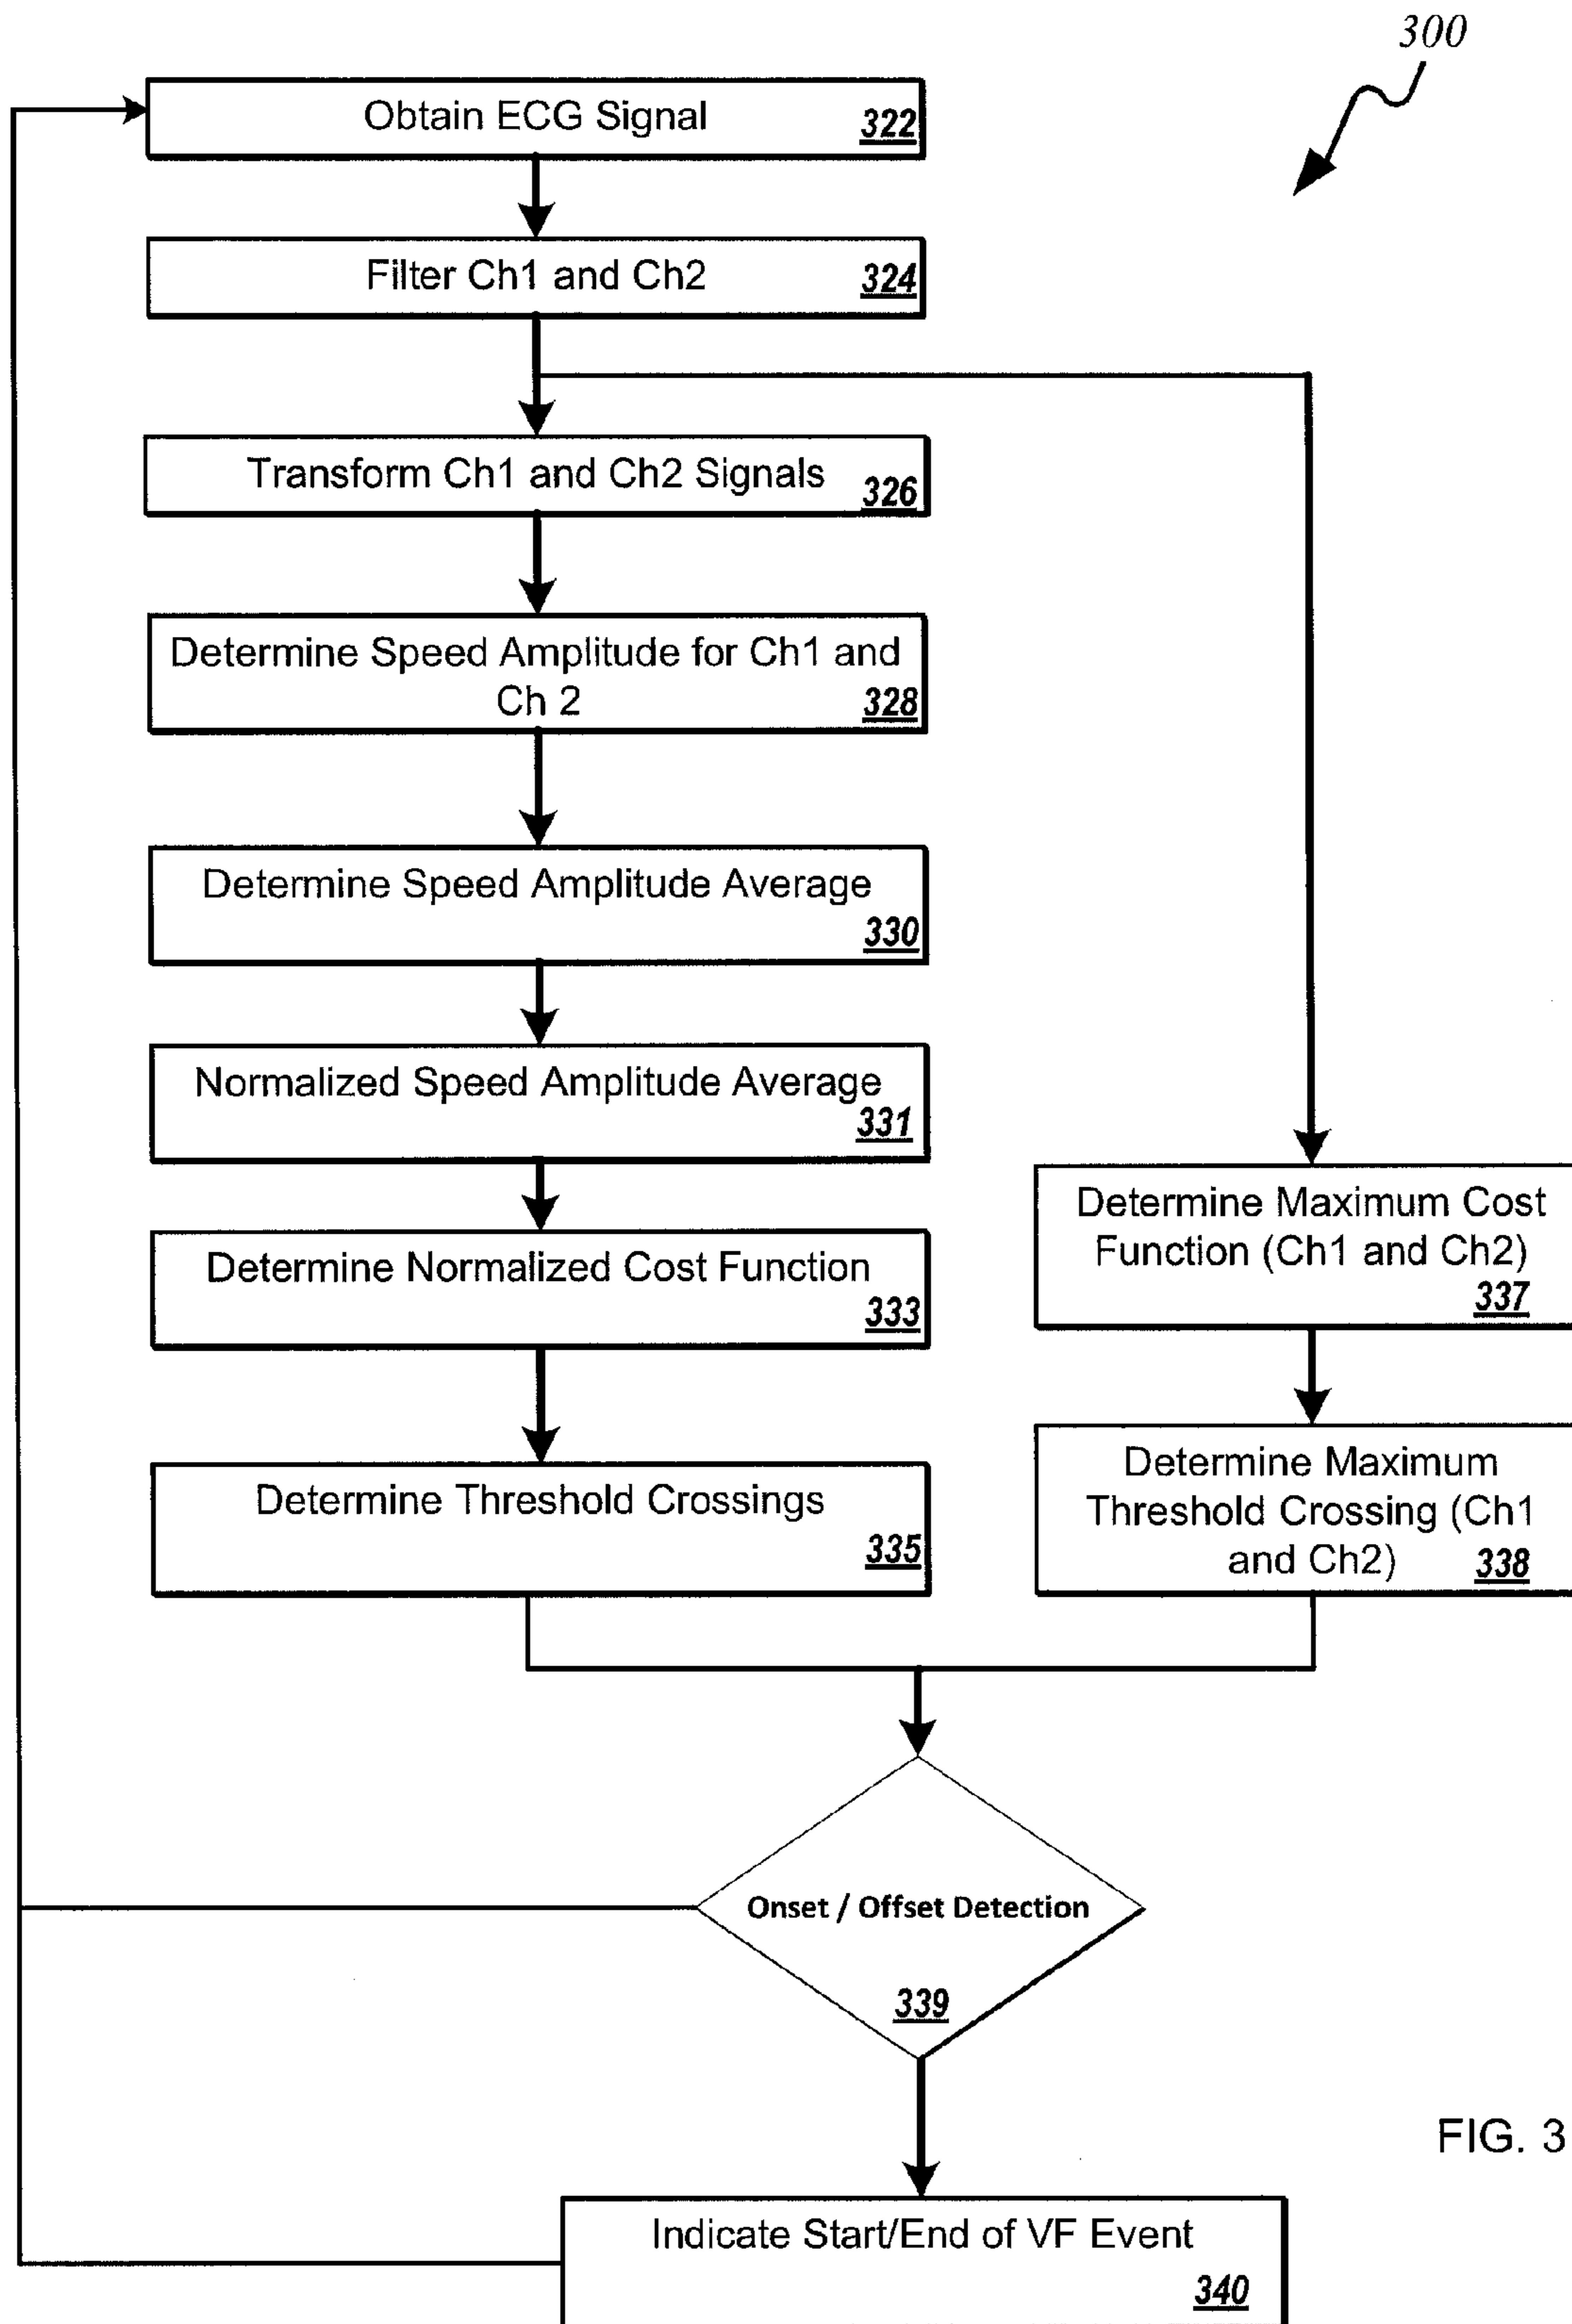 300
Obtain ECG Signal
322
Filter Ch1 and Ch2
324
Transform Ch1 and Ch2 Signals
326
Determine Speed Amplitude for Ch1 and
Ch 2
328
Determine Speed Amplitude Average
330
Normalized Speed Amplitude Average
331
Determine Normalized Cost Function
333
Determine Threshold Crossings
335
Determine Maximum Cost
Function (Ch1 and Ch2)
337
Determine Maximum
Threshold Crossing (Ch1
and Ch2)
338
Onset / Offset Detection
339
Indicate Start/End of VF Event
340
FIG. 3